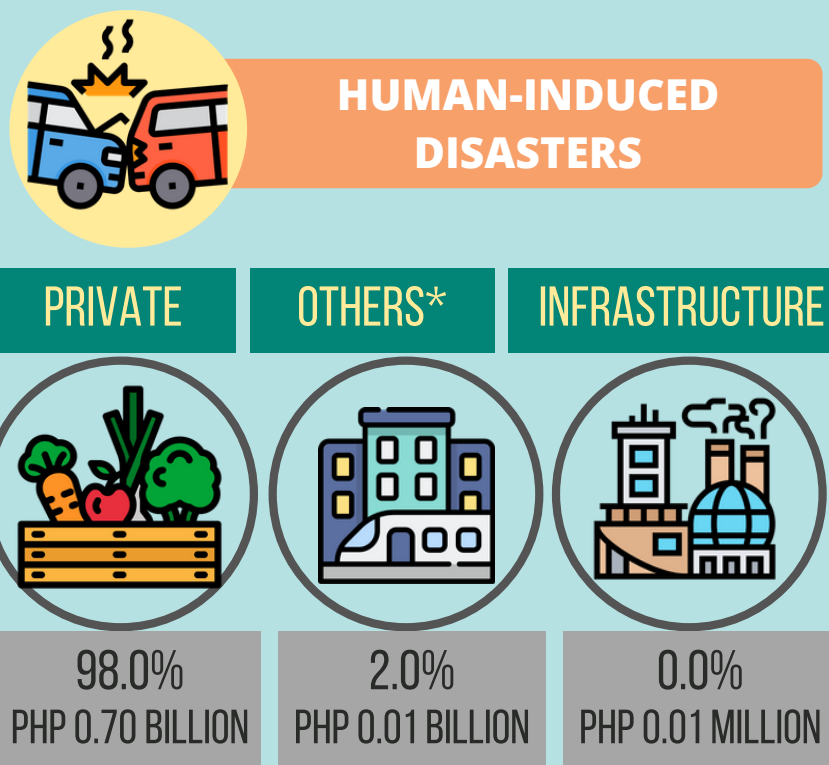 HUMAN-INDUCED
DISASTERS
PRIVATE
OTHERS*
INFRASTRUCTURE
98.0%
PHP 0.70 BILLION
2.0%
PHP 0.01 BILLION
0.0%
PHP 0.01 MILLION